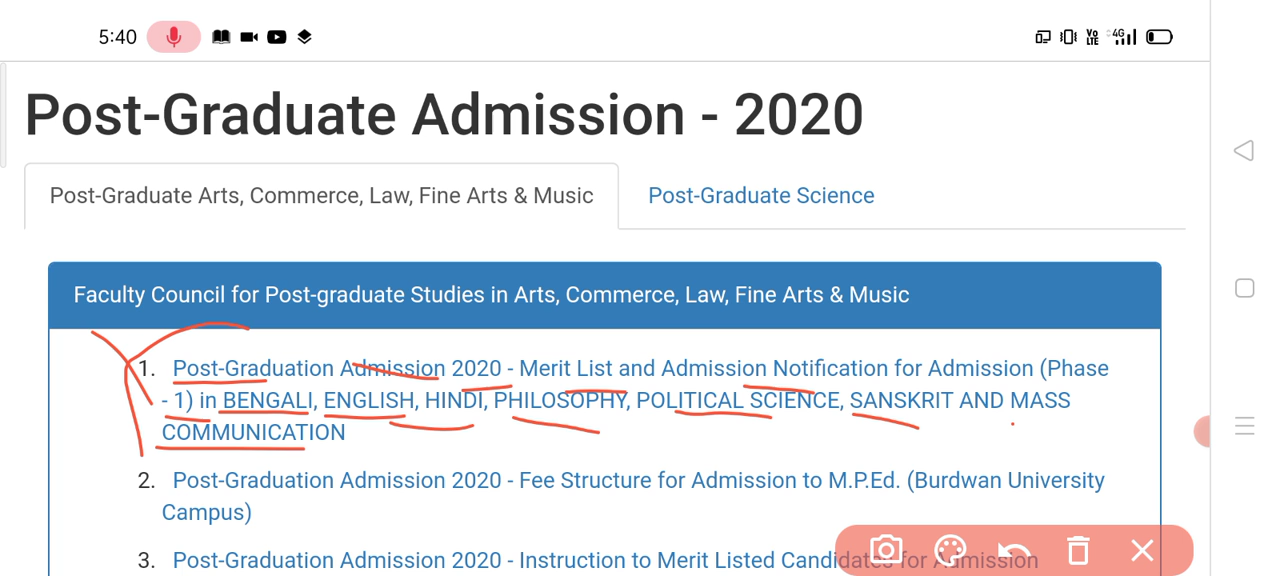 5:40 Vo LTE 4G
Post-Graduate Admission - 2020
Post-Graduate Arts, Commerce, Law, Fine Arts & Music Post-Graduate Science
Faculty Council for Post-graduate Studies in Arts, Commerce, Law, Fine Arts & Music
1. Post-Graduation Admission 2020 - Merit List and Admission Notification for Admission (Phase
- 1) in BENGALI, ENGLISH, HINDI, PHILOSOPHY, POLITICAL SCIENCE, SANSKRIT AND MASS
COMMUNICATION
2. Post-Graduation Admission 2020 - Fee Structure for Admission to M.P.Ed. (Burdwan University
Campus)
3. Post-Graduation Admission 2020 - Instruction to Merit Listed Candidates for Admission